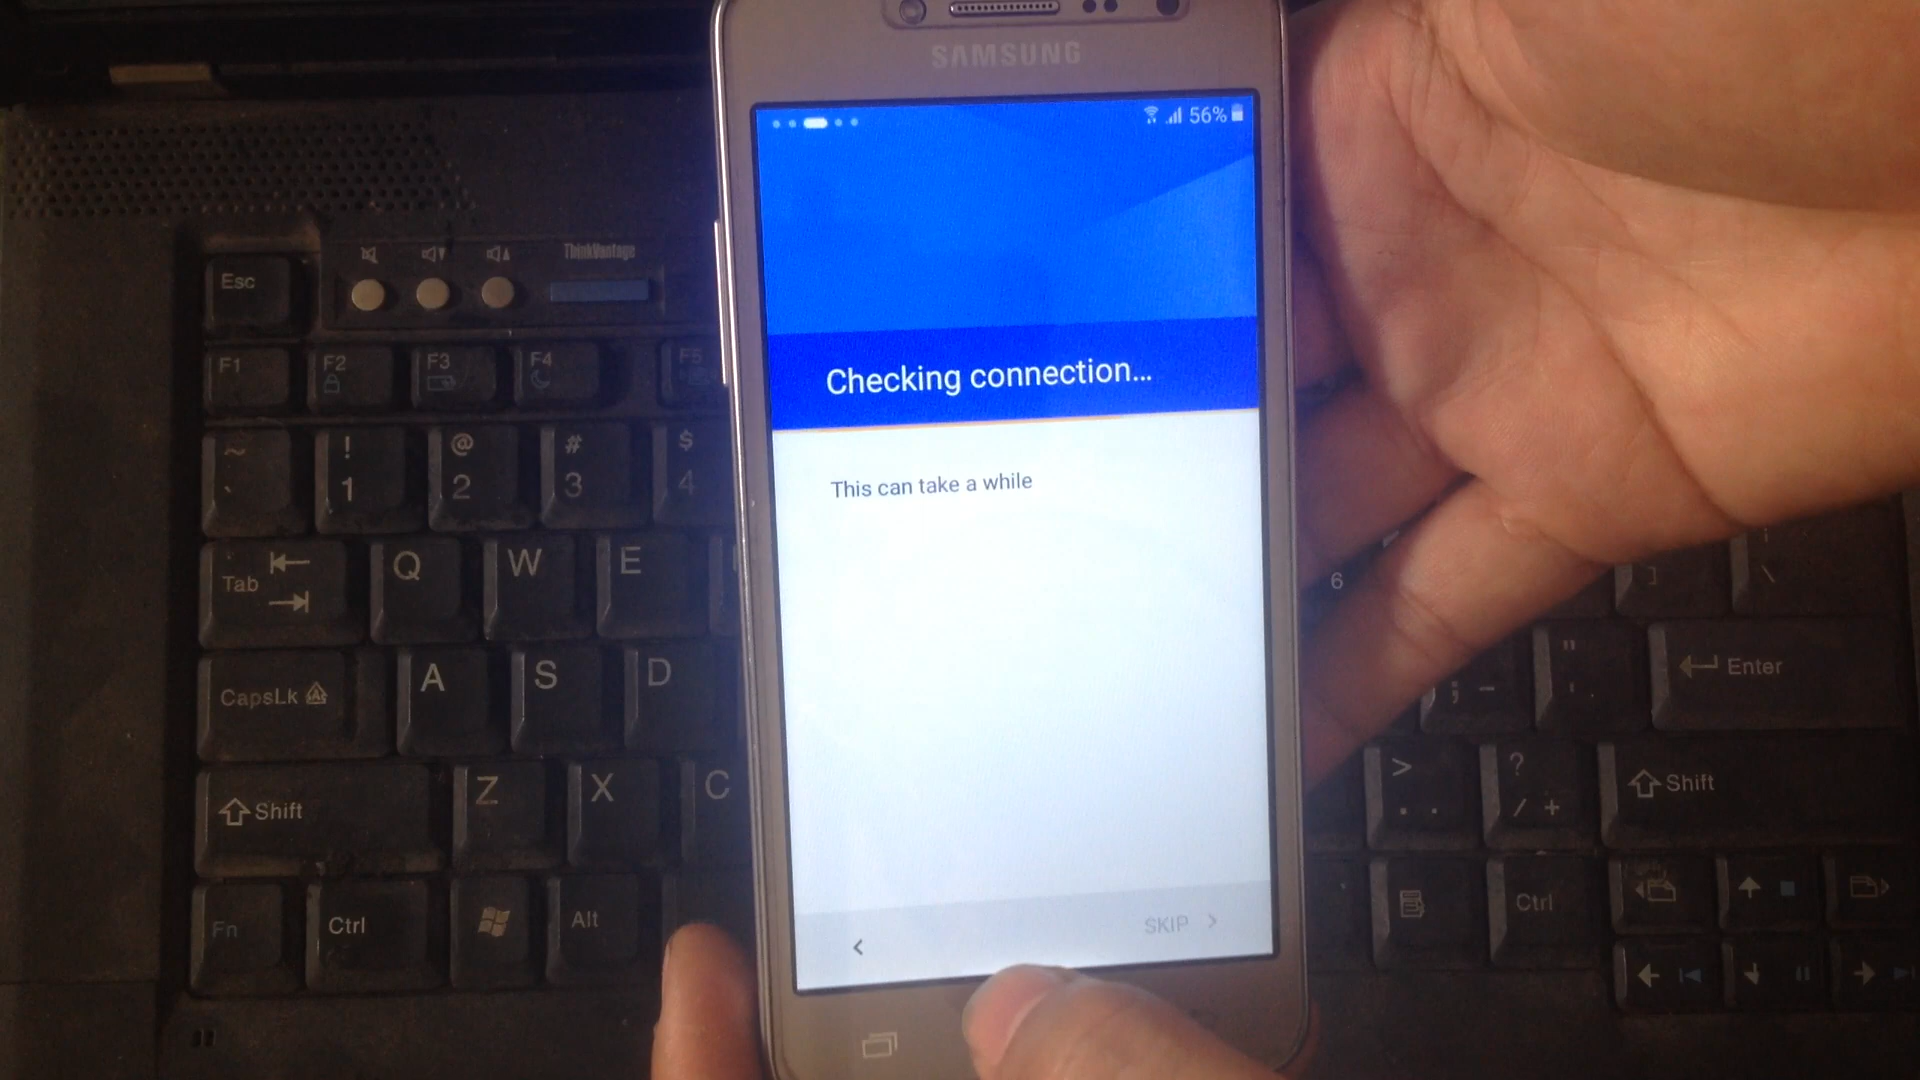 SAMSUNG
56%
Checking connection...
This can take a while
SKIP >
<
ThinkVantage
Esc
F1
F2
F3
F4
F5
~
`
!
1
@
2
#
3
$
4
6
Tab
Q
W
E
]
\
CapsLk
A
S
D
; -
"
'
Enter
Shift
Z
X
C
>
.
?
/ +
Shift
Fn
Ctrl
Alt
Ctrl